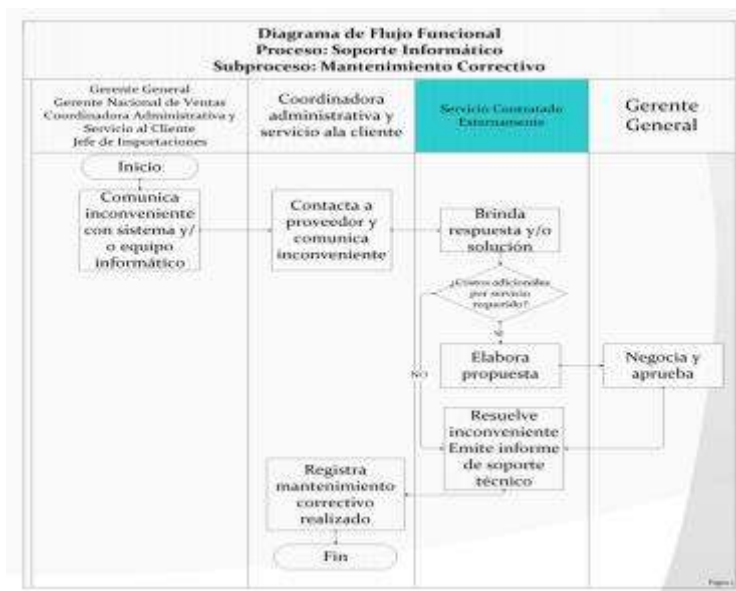 Diagrama de Flujo Funcional
Proceso: Soporte Informático
Subproceso: Mantenimiento Correctivo
Gerente General
Gerente Nacional de Ventas
Coordinadora Administrativa y
Servicio al Cliente
Jefe de Importaciones
Coordinadora
administrativa y
servicio ala cliente
Servicio Contratado
Externamente
Gerente
General
Inicio
Comunica
inconveniente
con sistema y/
o equipo
informático
Contacta a
proveedor y
comunica
inconveniente
Brinda
respuesta y/o
solución
¿Costos adicionales
por servicio
requerido?
SI
Elabora
propuesta
Negocia y
aprueba
NO
Resuelve
inconveniente
Emite informe
de soporte
técnico
Registra
mantenimiento
correctivo
realizado
Fin
Página 1